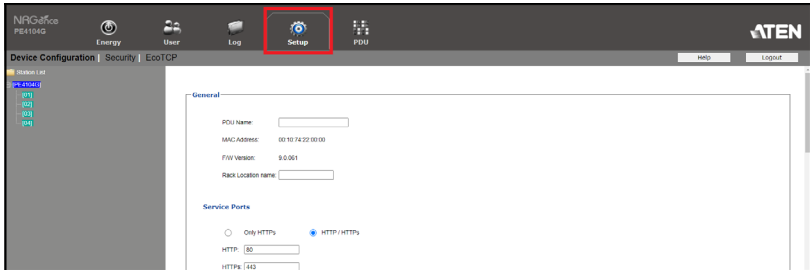 NRGence
PE4104G
Energy
User
Log
Setup
PDU
ATEN
Device Configuration | Security | EcoTCP
Help
Logout
Station List
[PE4104G]
[01]
[02]
[03]
[04]
General
PDU Name:
MAC Address: 00:10:74:22:00:00
F/W Version: 9.0.061
Rack Location name:
Service Ports
Only HTTPs
HTTP / HTTPs
HTTP: 80
HTTPs: 443